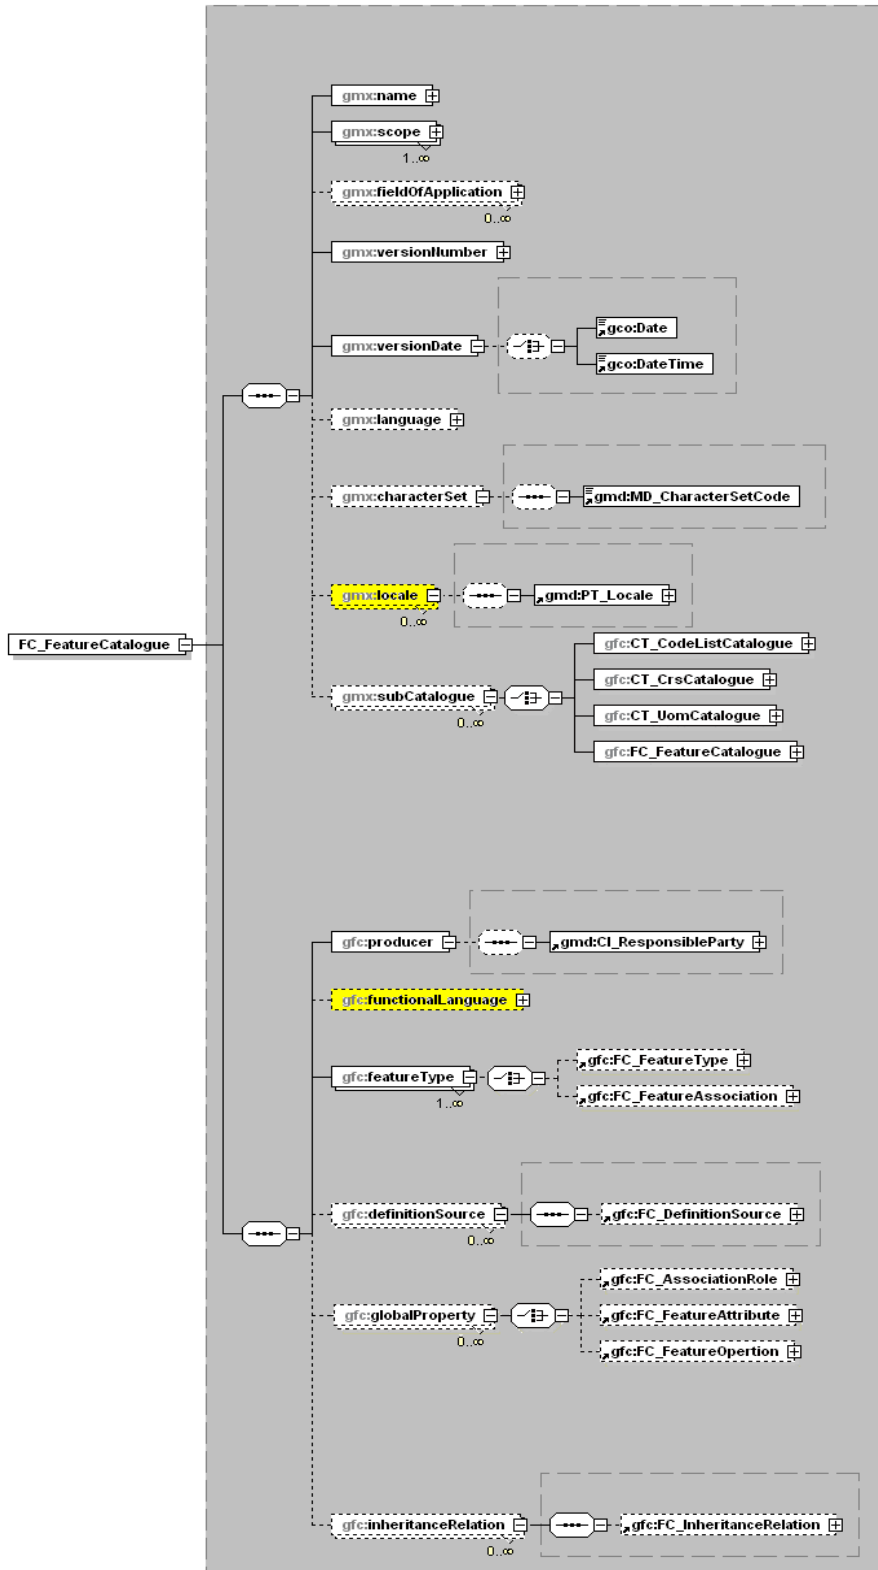 gmx:name
gmx:scope
1..∞
gmx:fieldOfApplication
0..∞
gmx:versionNumber
gmx:versionDate
gco:Date
gco:DateTime
gmx:language
gmx:characterSet
gmd:MD_CharacterSetCode
gmx:locale
0..∞
gmd:PT_Locale
FC_FeatureCatalogue
gmx:subCatalogue
0..∞
gfc:CT_CodeListCatalogue
gfc:CT_CrsCatalogue
gfc:CT_UomCatalogue
gfc:FC_FeatureCatalogue
gfc:producer
gmd:CI_ResponsibleParty
gfc:functionalLanguage
gfc:featureType
1..∞
gfc:FC_FeatureType
gfc:FC_FeatureAssociation
gfc:definitionSource
0..∞
gfc:FC_DefinitionSource
gfc:globalProperty
0..∞
gfc:FC_AssociationRole
gfc:FC_FeatureAttribute
gfc:FC_FeatureOpertion
gfc:inheritanceRelation
0..∞
gfc:FC_InheritanceRelation